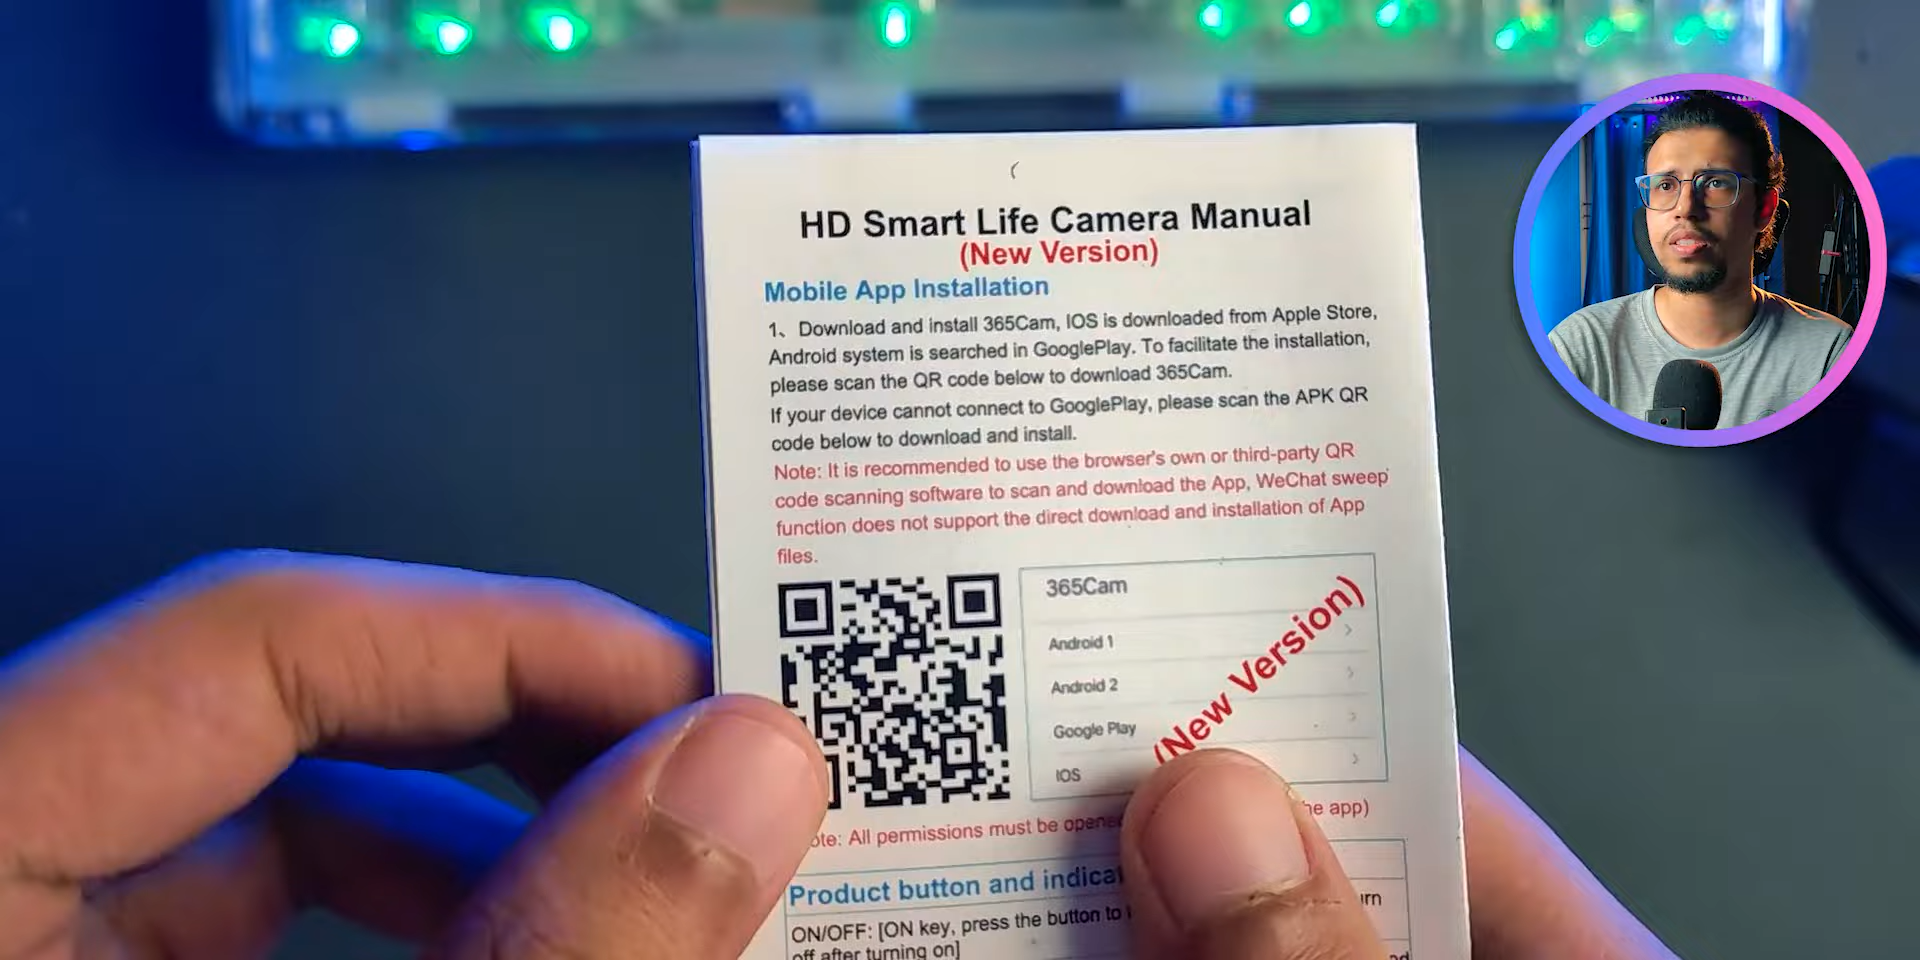 HD Smart Life Camera Manual
(New Version)
Mobile App Installation
1、 Download and install 365Cam, IOS is downloaded from Apple Store,
Android system is searched in GooglePlay. To facilitate the installation,
please scan the QR code below to download 365Cam.
If your device cannot connect to GooglePlay, please scan the APK QR
code below to download and install.
Note: It is recommended to use the browser's own or third-party QR
code scanning software to scan and download the App, WeChat sweep
function does not support the direct download and installation of App
files.
365Cam
Android 1
Android 2
Google Play
IOS
(New Version)
All permissions must be opene app)
Product button and
ON/OFF: [ON key, press the button to
off after turning on]